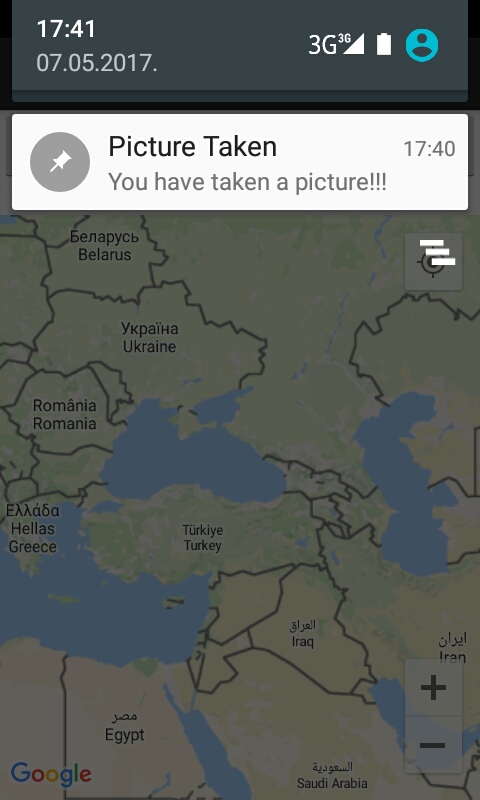 17:41
07.05.2017.
3G 3G
Picture Taken
17:40
You have taken a picture!!!
Беларусь
Belarus
Україна
Ukraine
România
Romania
Ελλάδα
Hellas
Greece
Türkiye
Turkey
العراق
Iraq
ایران
Iran
مصر
Egypt
السعودية
Saudi Arabia
Google